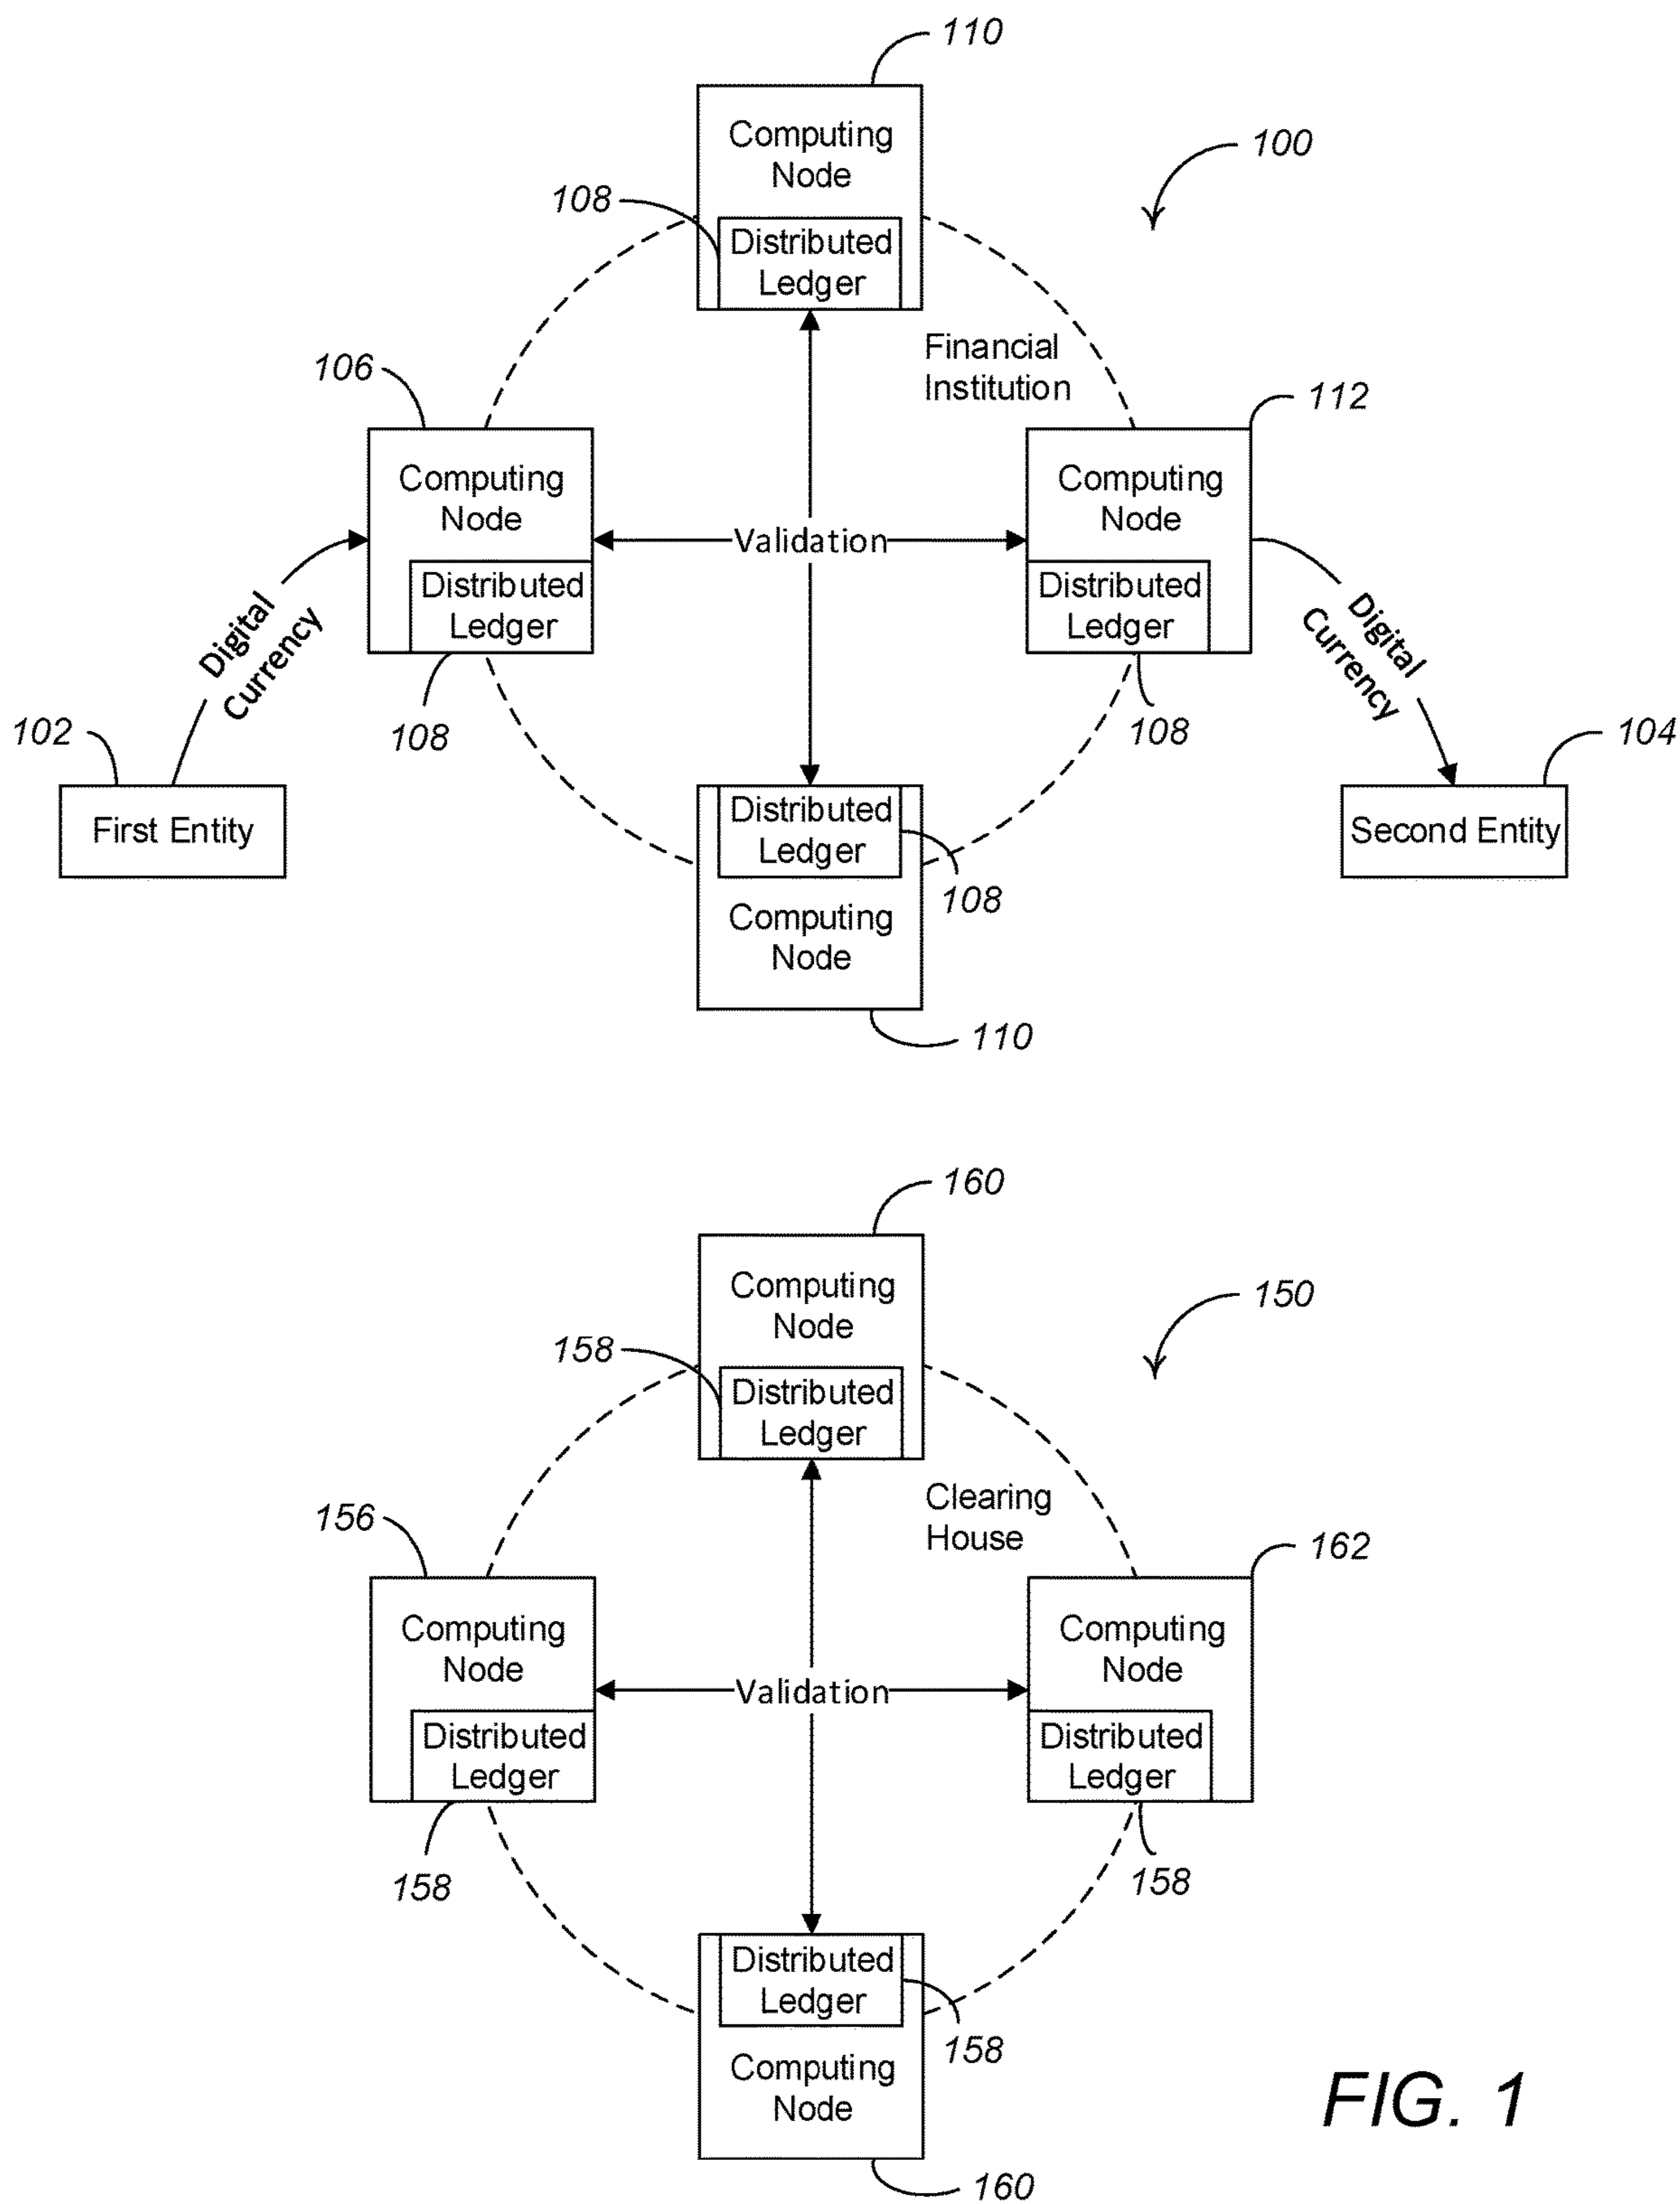 110
Computing
Node
100
108
Distributed
Ledger
Financial
Institution
106
112
Computing
Node
Computing
Node
Validation
Distributed
Ledger
Distributed
Ledger
Digital
Currency
Digital
Currency
102
108
108
104
First Entity
Distributed
Ledger
Second Entity
108
Computing
Node
110
160
Computing
Node
150
158
Distributed
Ledger
Clearing
House
156
162
Computing
Node
Computing
Node
Validation
Distributed
Ledger
Distributed
Ledger
158
158
Distributed
Ledger
158
Computing
Node
FIG. 1
160